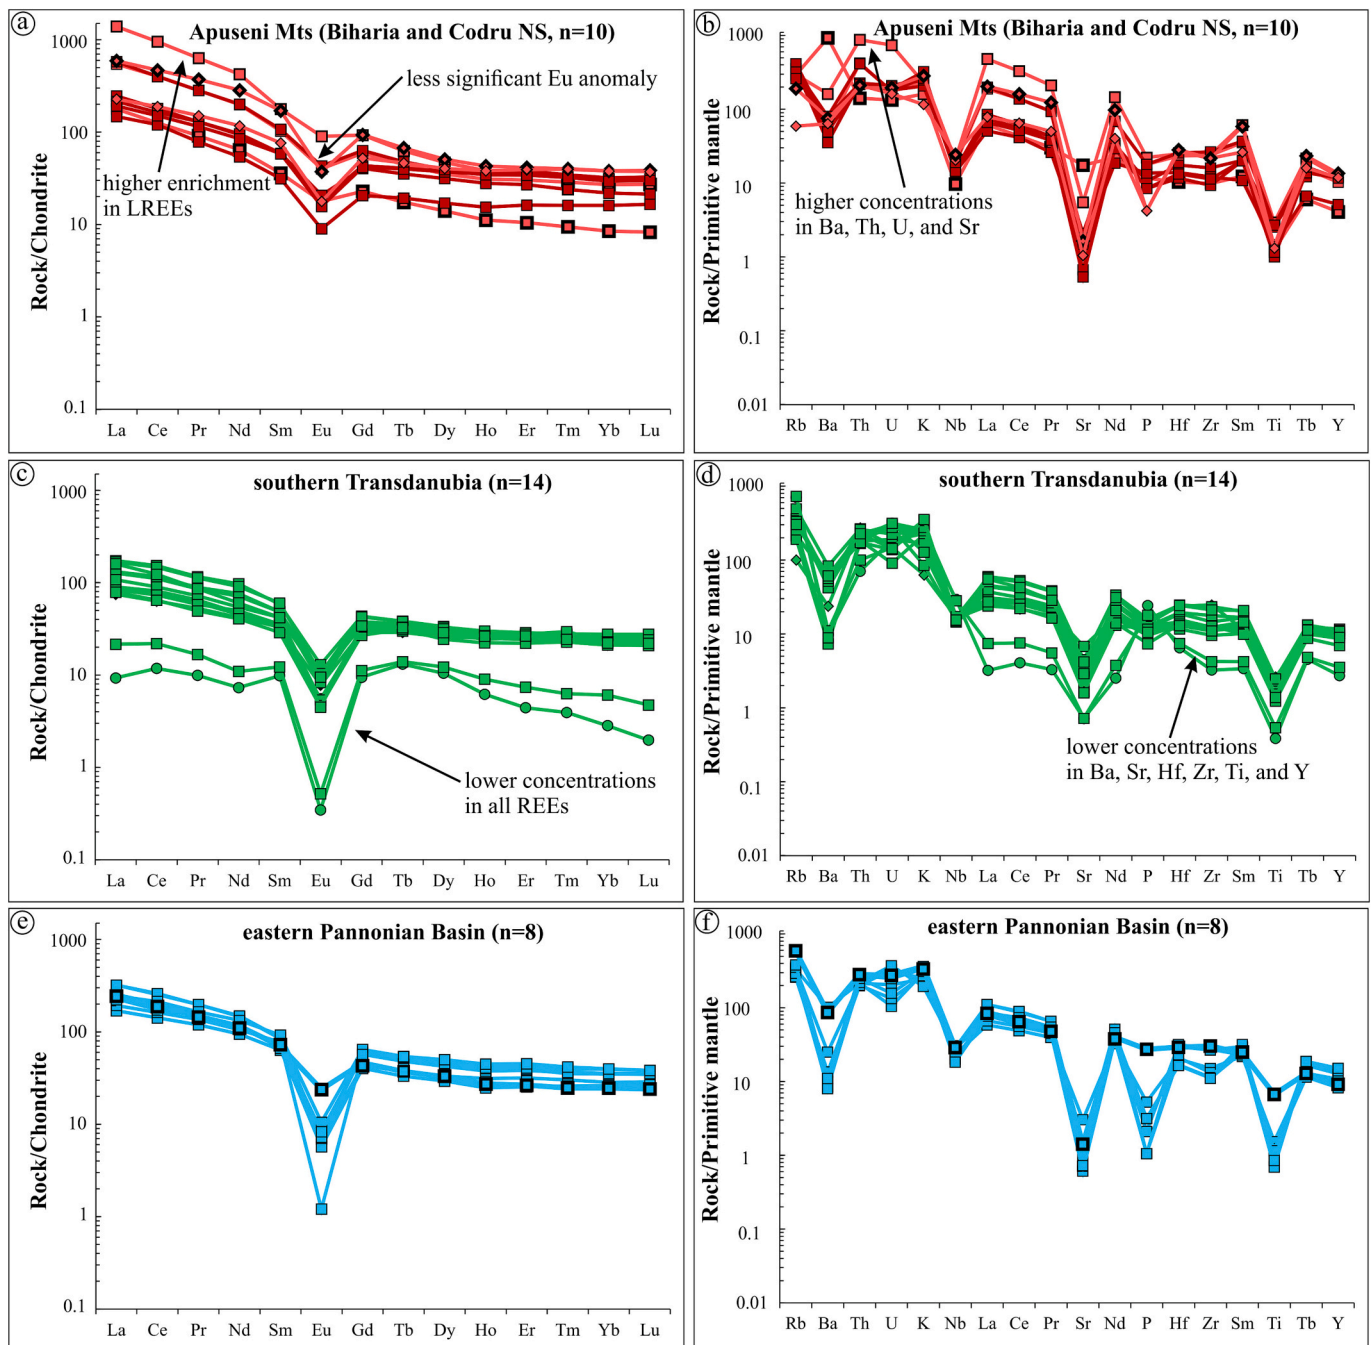 a
Apuseni Mts (Biharia and Codru NS, n=10)
1000
100
10
1
0.1
Rock/Chondrite
less significant Eu anomaly
higher enrichment
in LREEs
La Ce Pr Nd Sm Eu Gd Tb Dy Ho Er Tm Yb Lu
b
Apuseni Mts (Biharia and Codru NS, n=10)
1000
100
10
1
0.1
0.01
Rock/Primitive mantle
higher concentrations
in Ba, Th, U, and Sr
Rb Ba Th U K Nb La Ce Pr Sr Nd P Hf Zr Sm Ti Tb Y
c
southern Transdanubia (n=14)
1000
100
10
1
0.1
Rock/Chondrite
lower concentrations
in all REEs
La Ce Pr Nd Sm Eu Gd Tb Dy Ho Er Tm Yb Lu
d
southern Transdanubia (n=14)
1000
100
10
1
0.1
0.01
Rock/Primitive mantle
lower concentrations
in Ba, Sr, Hf, Zr, Ti, and Y
Rb Ba Th U K Nb La Ce Pr Sr Nd P Hf Zr Sm Ti Tb Y
e
eastern Pannonian Basin (n=8)
1000
100
10
1
0.1
Rock/Chondrite
La Ce Pr Nd Sm Eu Gd Tb Dy Ho Er Tm Yb Lu
f
eastern Pannonian Basin (n=8)
1000
100
10
1
0.1
0.01
Rock/Primitive mantle
Rb Ba Th U K Nb La Ce Pr Sr Nd P Hf Zr Sm Ti Tb Y